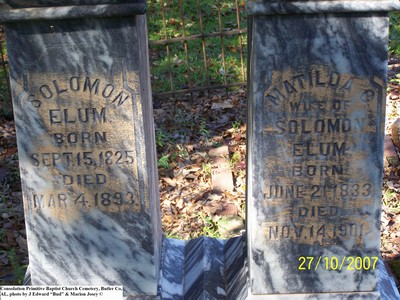 SOLOMON
ELUM
BORN
SEPT. 15, 1825
DIED
MAR. 4, 1893
MATILDA
WIFE OF
SOLOMON
ELUM
BORN
JUNE 21, 1833
DIED
NOV. 14, 1911
27/10/2007
Consolation Primitive Baptist Church Cemetery, Butler Co.,
AL, photo by J Edward "Bud" & Marion Josey ©